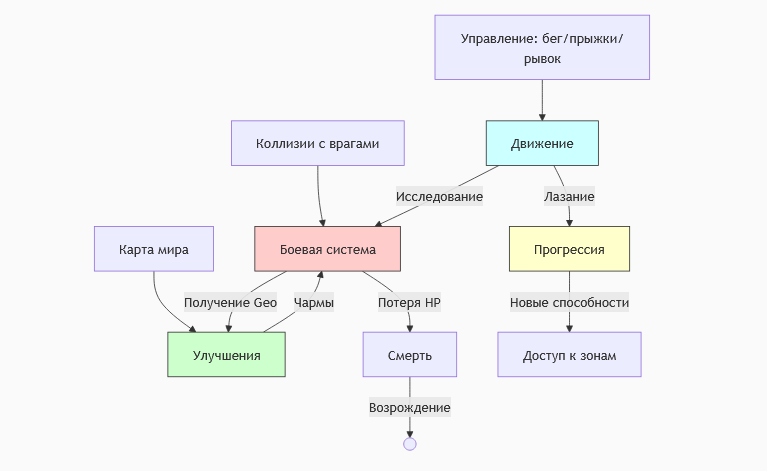 Управление: бег/прыжки/
рывок
Коллизии с врагами
Движение
Исследование
Лазание
Карта мира
Боевая система
Прогрессия
Получение Geo
Чармы
Потеря HP
Новые способности
Улучшения
Смерть
Доступ к зонам
Возрождение